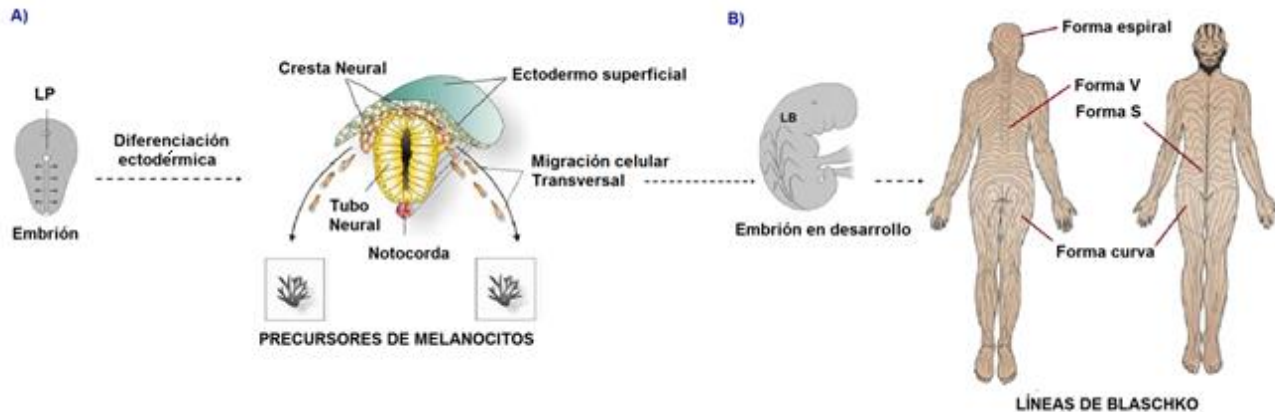 A)
LP
Embrión
Diferenciación
ectodérmica
Cresta Neural
Ectodermo superficial
Migración celular
Transversal
Tubo
Neural
Notocorda
PRECURSORES DE MELANOCITOS
B)
LB
Embrión en desarrollo
Forma espiral
Forma V
Forma S
Forma curva
LÍNEAS DE BLASCHKO